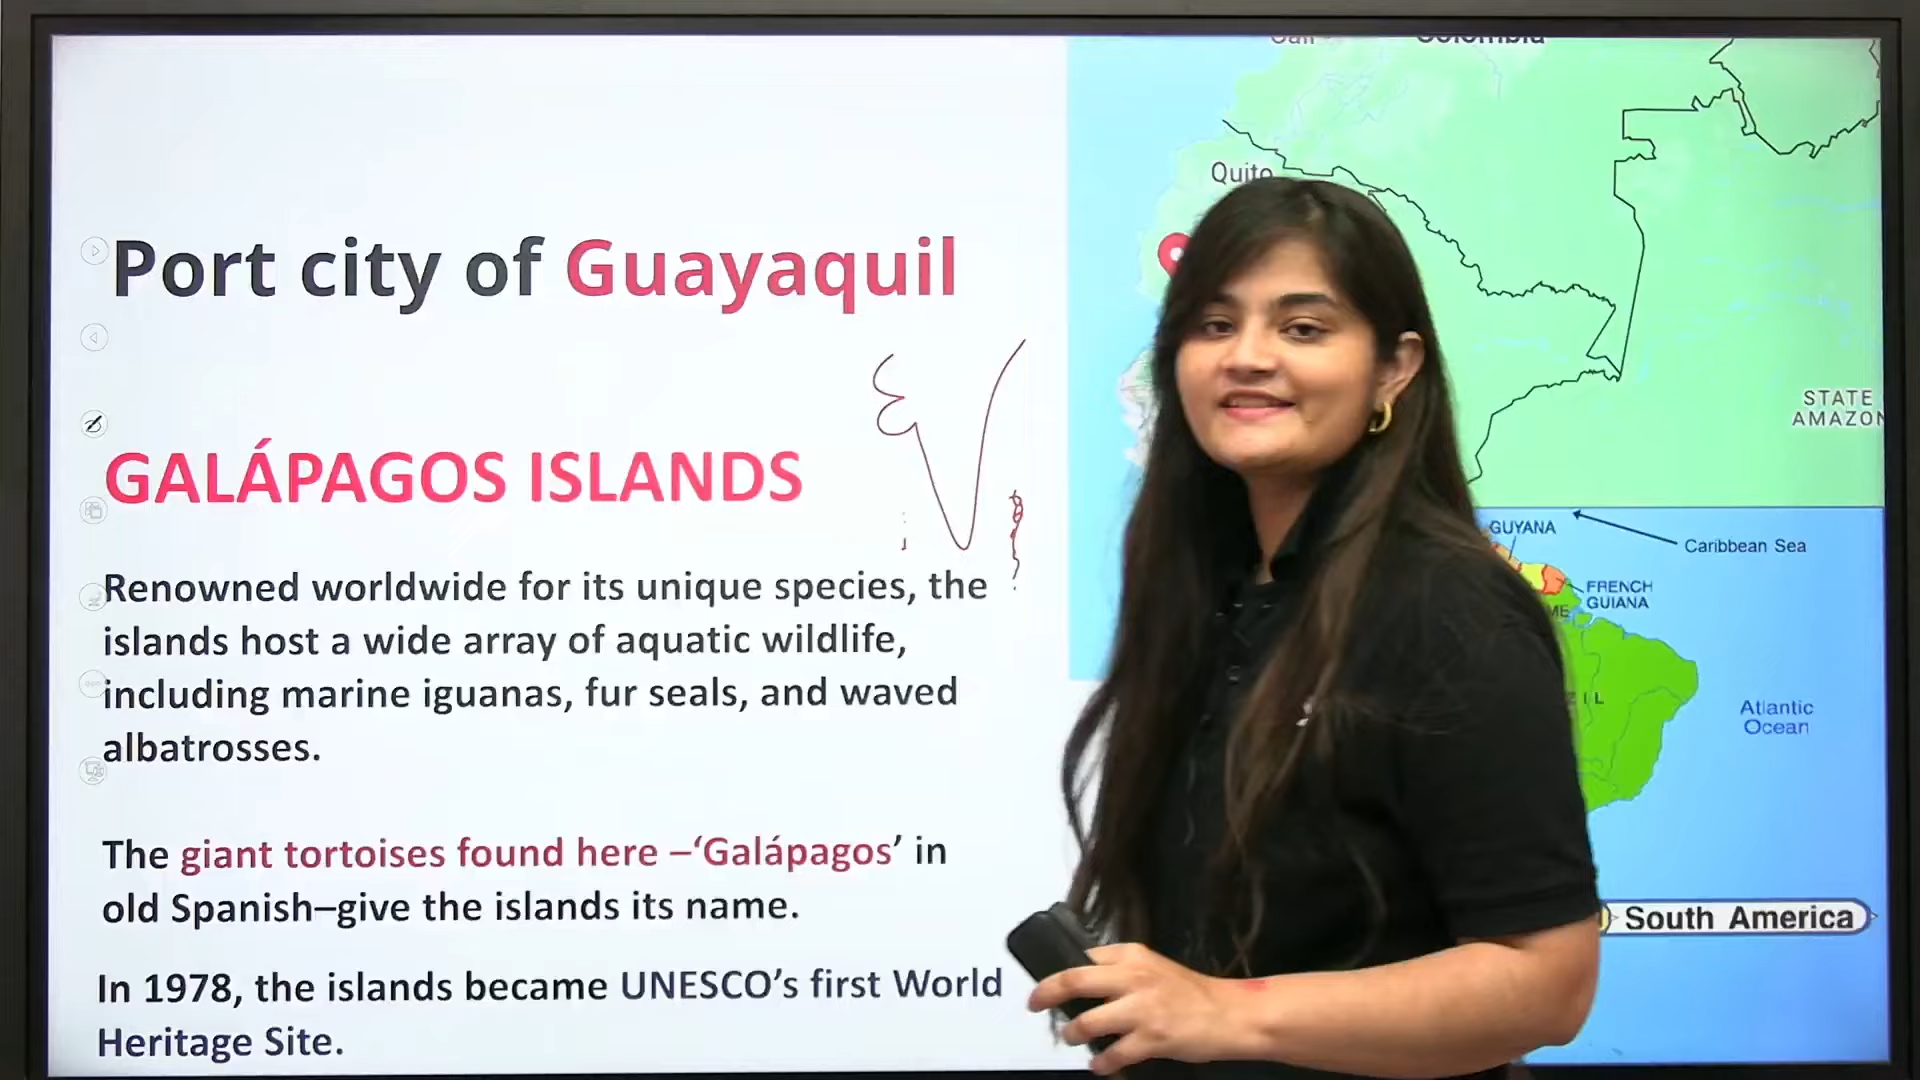 Port city of Guayaquil
GALÁPAGOS ISLANDS
Renowned worldwide for its unique species, the
islands host a wide array of aquatic wildlife,
including marine iguanas, fur seals, and waved
albatrosses.
The giant tortoises found here –‘Galápagos’ in
old Spanish–give the islands its name.
In 1978, the islands became UNESCO’s first World
Heritage Site.
Cali
Colombia
Quito
STATE
AMAZON
GUYANA
Caribbean Sea
FRENCH
GUIANA
Atlantic
Ocean
South America